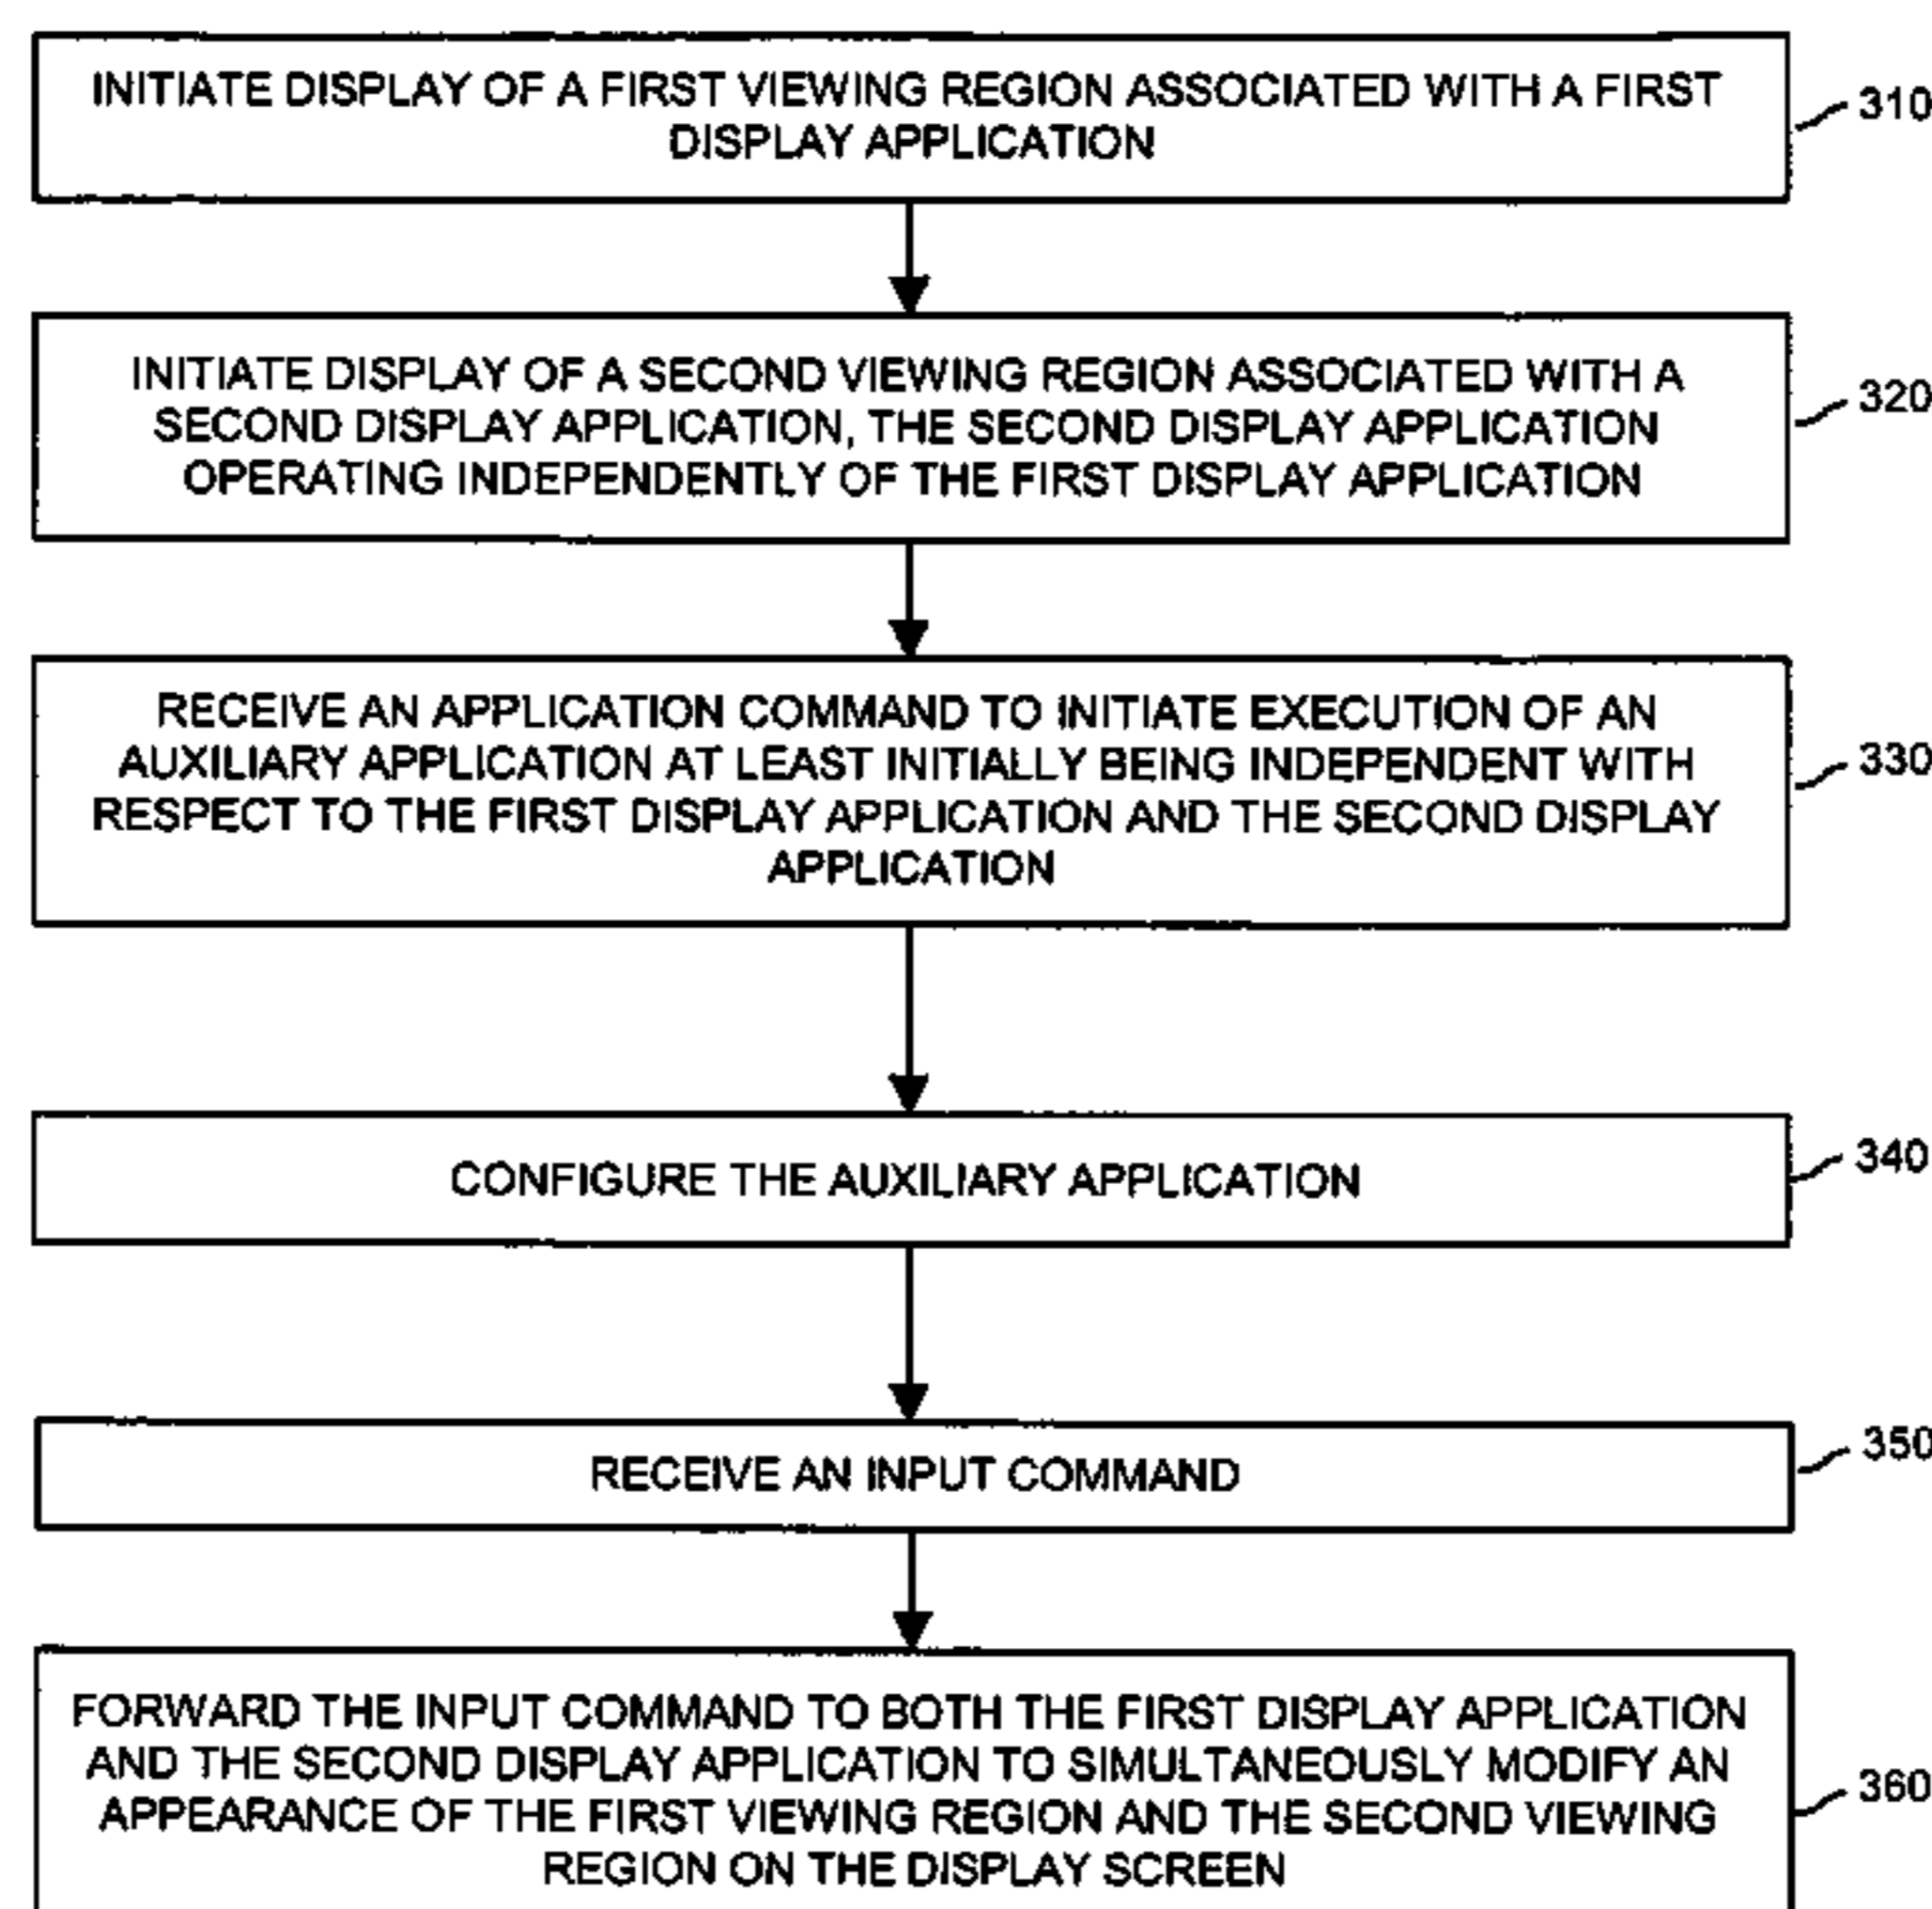 INITIATE DISPLAY OF A FIRST VIEWING REGION ASSOCIATED WITH A FIRST
DISPLAY APPLICATION
310
INITIATE DISPLAY OF A SECOND VIEWING REGION ASSOCIATED WITH A
SECOND DISPLAY APPLICATION, THE SECOND DISPLAY APPLICATION
OPERATING INDEPENDENTLY OF THE FIRST DISPLAY APPLICATION
320
RECEIVE AN APPLICATION COMMAND TO INITIATE EXECUTION OF AN
AUXILIARY APPLICATION AT LEAST INITIALLY BEING INDEPENDENT WITH
RESPECT TO THE FIRST DISPLAY APPLICATION AND THE SECOND DISPLAY
APPLICATION
330
CONFIGURE THE AUXILIARY APPLICATION
340
RECEIVE AN INPUT COMMAND
350
FORWARD THE INPUT COMMAND TO BOTH THE FIRST DISPLAY APPLICATION
AND THE SECOND DISPLAY APPLICATION TO SIMULTANEOUSLY MODIFY AN
APPEARANCE OF THE FIRST VIEWING REGION AND THE SECOND VIEWING
REGION ON THE DISPLAY SCREEN
360